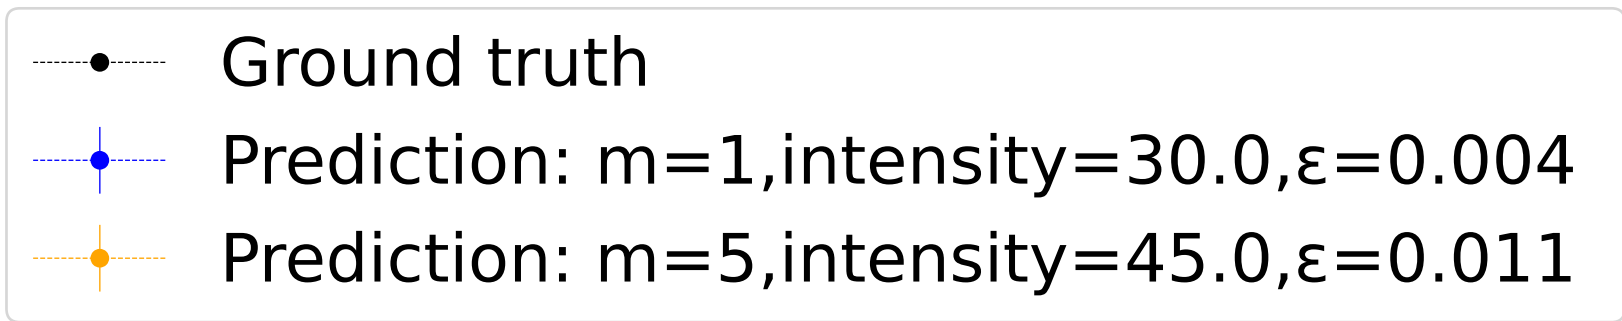 Ground truth
Prediction: m=1,intensity=30.0,ε=0.004
Prediction: m=5,intensity=45.0,ε=0.011